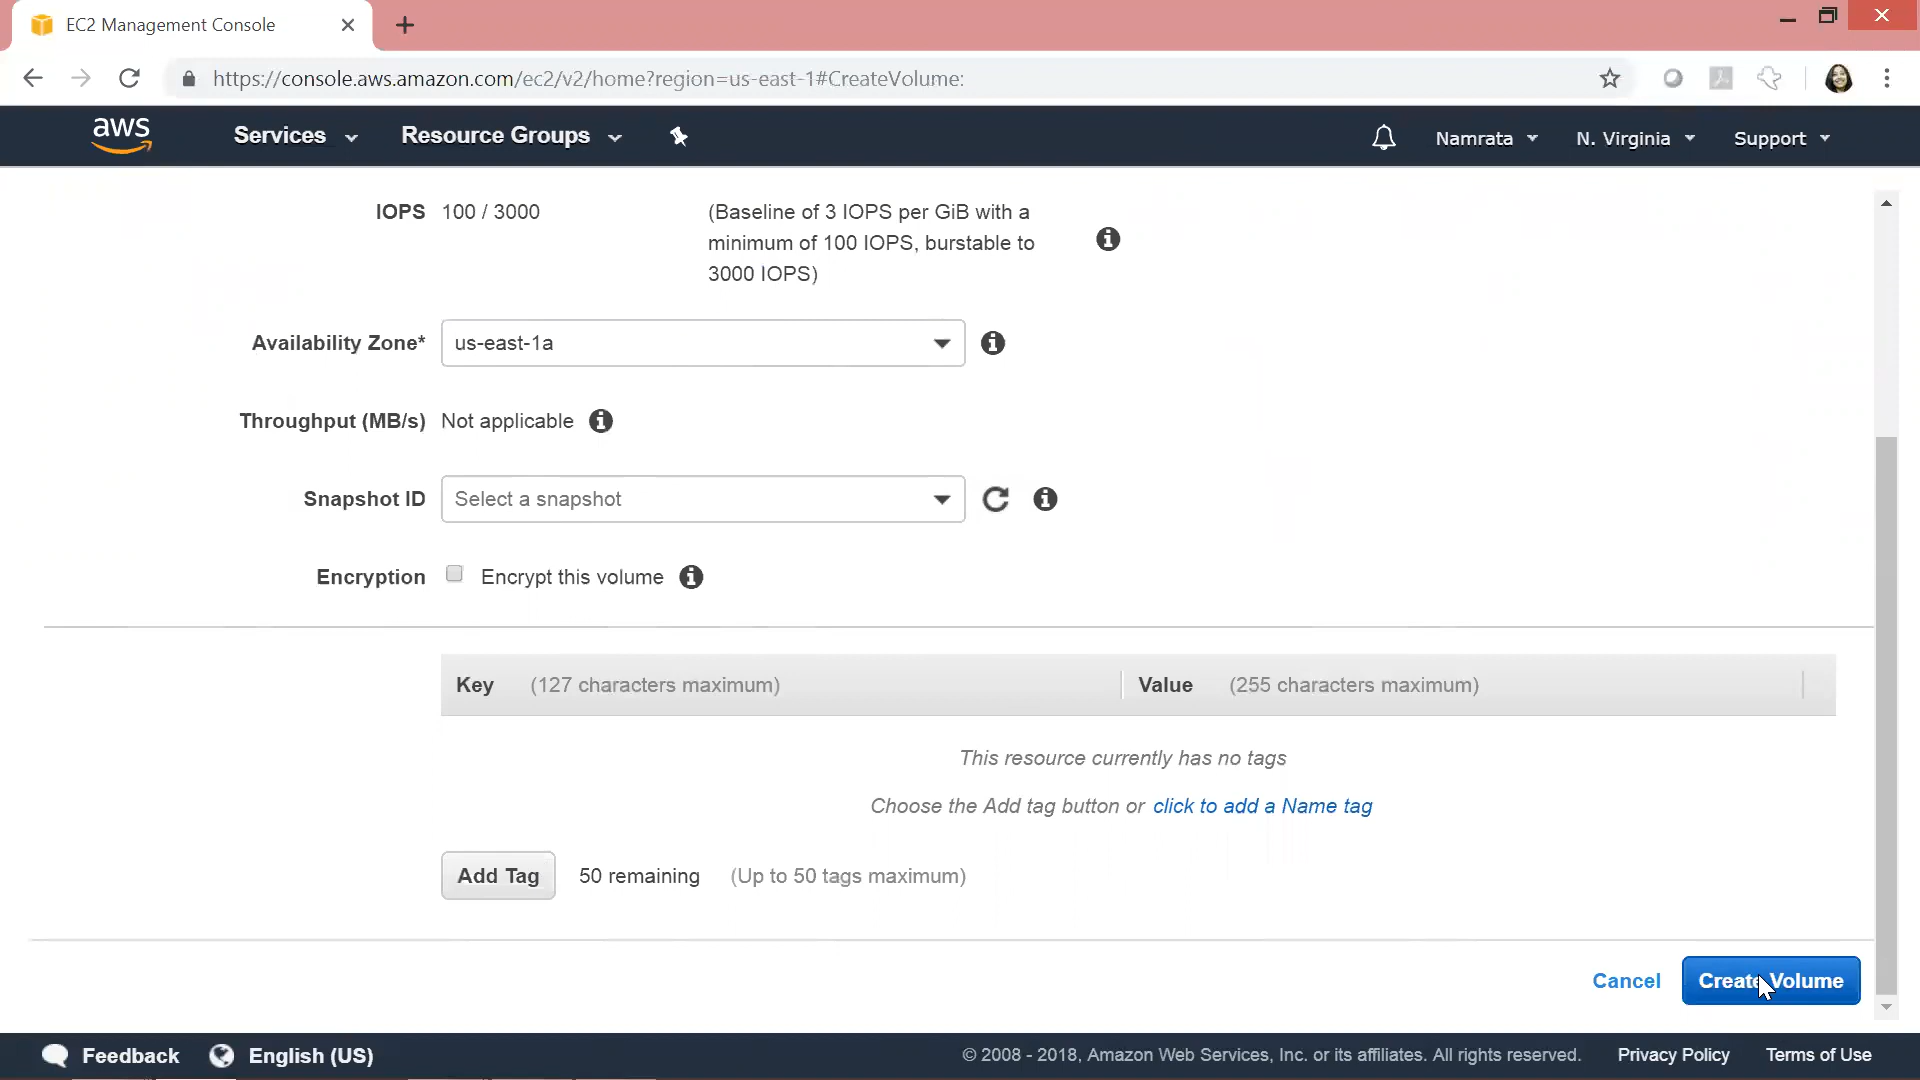 EC2 Management Console
https://console.aws.amazon.com/ec2/v2/home?region=us-east-1#CreateVolume:
aws Services Resource Groups Namrata N. Virginia Support
IOPS 100 / 3000 (Baseline of 3 IOPS per GiB with a
minimum of 100 IOPS, burstable to
3000 IOPS)
Availability Zone* us-east-1a
Throughput (MB/s) Not applicable
Snapshot ID Select a snapshot
Encryption Encrypt this volume
Key (127 characters maximum) Value (255 characters maximum)
This resource currently has no tags
Choose the Add tag button or click to add a Name tag
Add Tag 50 remaining (Up to 50 tags maximum)
Cancel Create Volume
Feedback English (US) © 2008 - 2018, Amazon Web Services, Inc. or its affiliates. All rights reserved. Privacy Policy Terms of Use